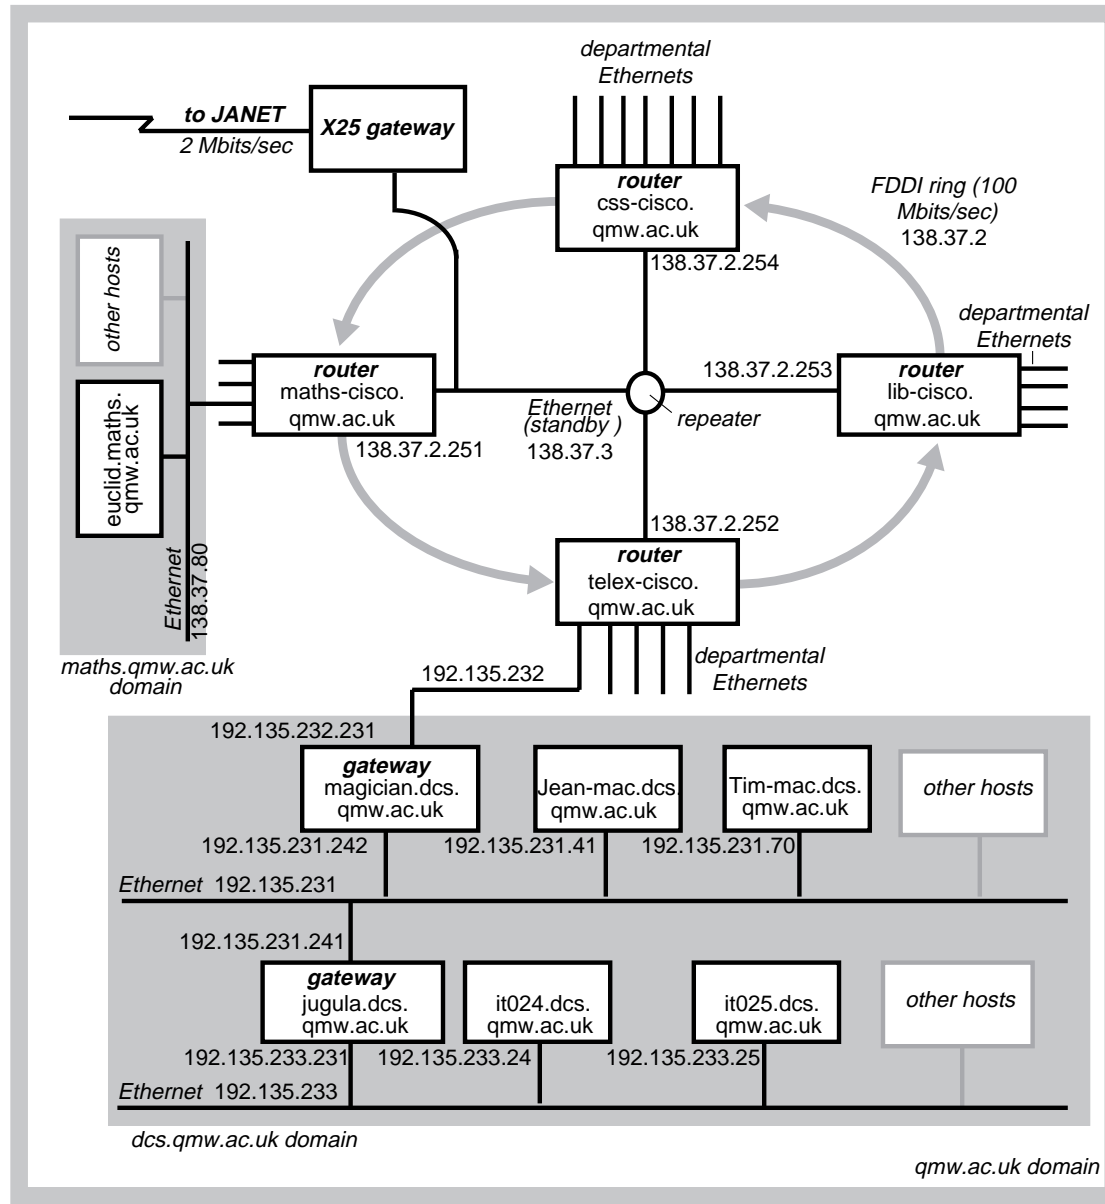 departmental
Ethernets
to JANET
2 Mbits/sec
X25 gateway
router
css-cisco.
qmw.ac.uk
138.37.2.254
FDDI ring (100
Mbits/sec)
138.37.2
departmental
Ethernets
other hosts
euclid.maths.
qmw.ac.uk
Ethernet
138.37.80
maths.qmw.ac.uk
domain
router
maths-cisco.
qmw.ac.uk
138.37.2.251
Ethernet
(standby )
138.37.3
repeater
138.37.2.253
router
lib-cisco.
qmw.ac.uk
138.37.2.252
router
telex-cisco.
qmw.ac.uk
departmental
Ethernets
192.135.232
192.135.232.231
gateway
magician.dcs.
qmw.ac.uk
192.135.231.242
Jean-mac.dcs.
qmw.ac.uk
192.135.231.41
Tim-mac.dcs.
qmw.ac.uk
192.135.231.70
other hosts
Ethernet 192.135.231
192.135.231.241
gateway
jugula.dcs.
qmw.ac.uk
192.135.233.231
it024.dcs.
qmw.ac.uk
192.135.233.24
it025.dcs.
qmw.ac.uk
192.135.233.25
other hosts
Ethernet 192.135.233
dcs.qmw.ac.uk domain
qmw.ac.uk domain